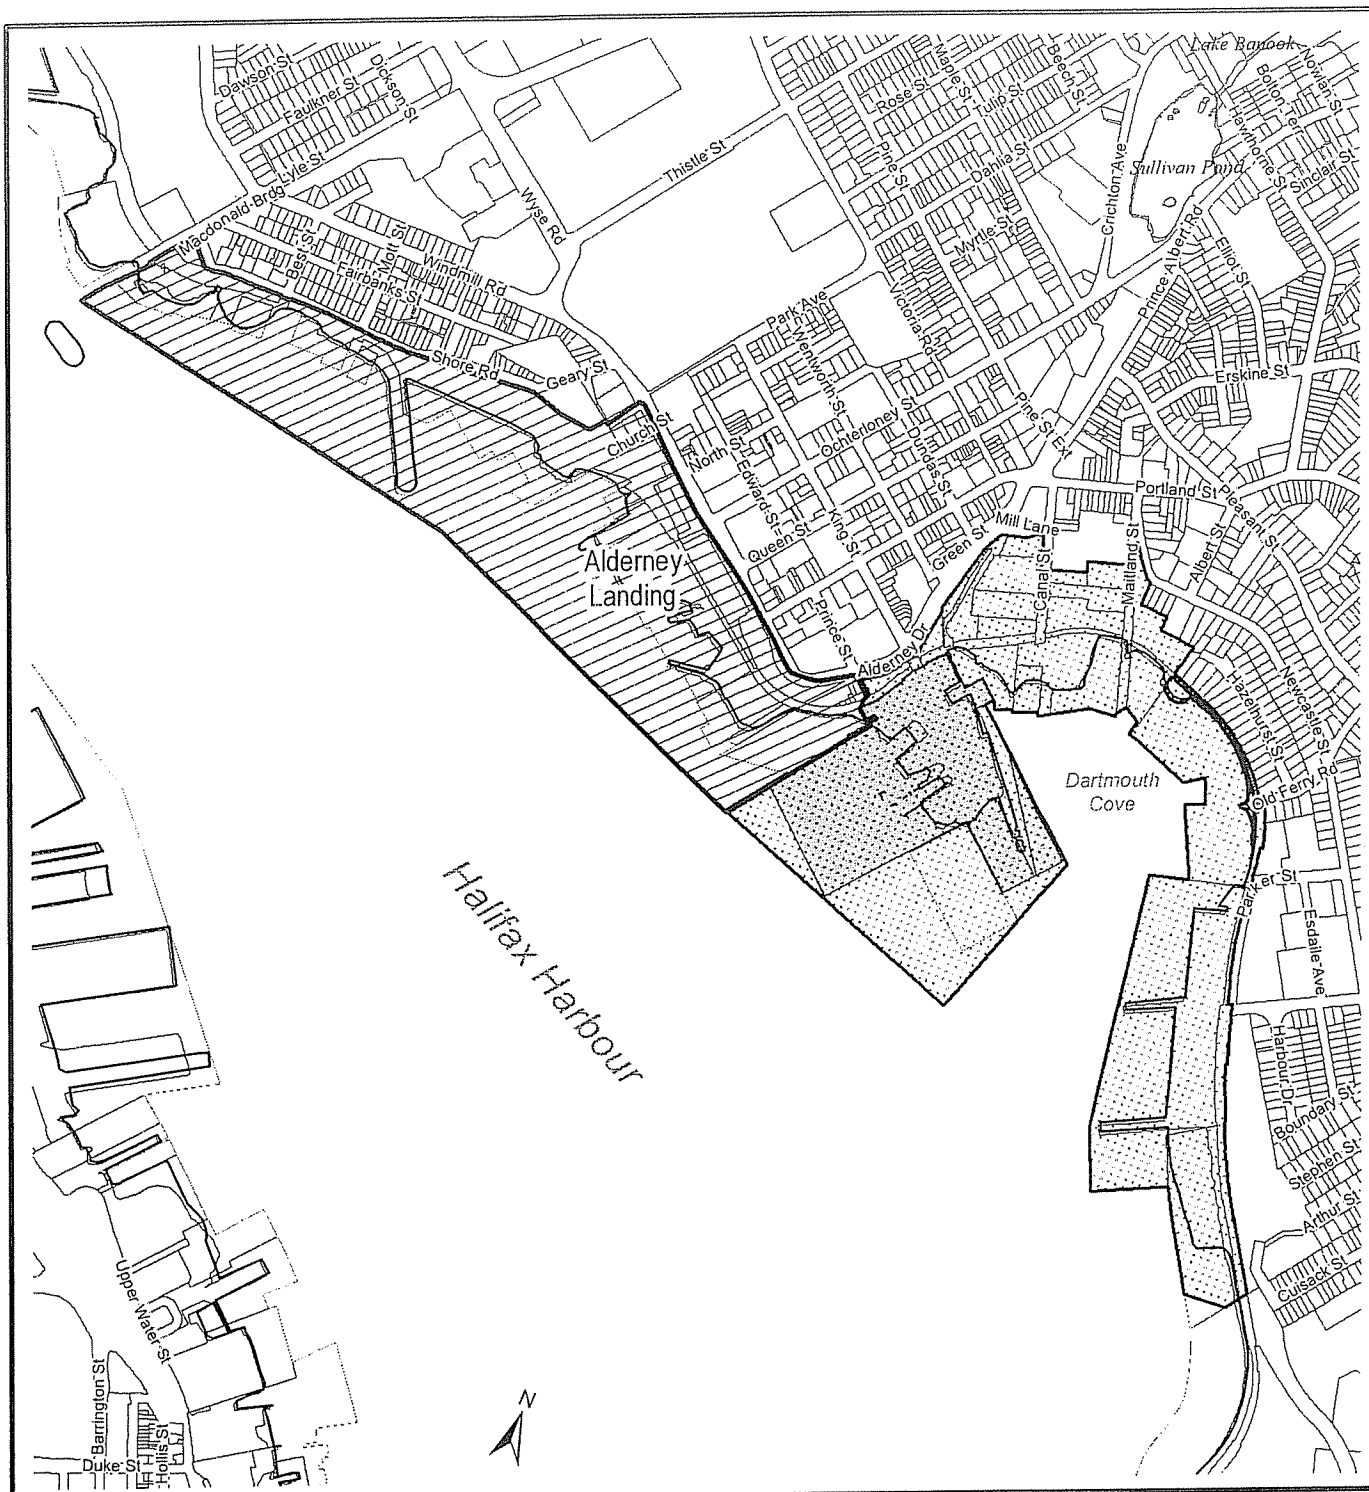 Lake Banook
Dawson St
Faulkner St
Dickson St
Lyle St
Macdonald Brdg
Wyse Rd
Thistle St
Rose St
Maple St
Tulip St
Beech St
Pine St
Dahlia St
Myrtle St
Crichton Ave
Sullivan Pond
Nowlan St
Bolton Terr
Hawthorne St
Sinclair St
Prince Albert Rd
Elliot St
Best St
Mott St
Fairbanks St
Windmill Rd
Shore Rd
Geary St
Church St
Park Ave
Victoria Rd
Wentworth St
Ochterloney St
Dundas St
North St
Edward St
Queen St
King St
Green St
Pine St Ext
Erskine St
Portland St
Pleasant St
Mill Lane
Canal St
Maitland St
Albert St
Alderney
Landing
Prince St
Alderney Dr
Hazelhurst St
Newcastle St
Old Ferry Rd
Dartmouth
Cove
Parker St
Esdaile Ave
Halifax Harbour
Harbour Dr
Boundary St
Stephen St
Arthur St
Cuisack St
Upper Water St
Barrington St
Hollis St
Duke St
N